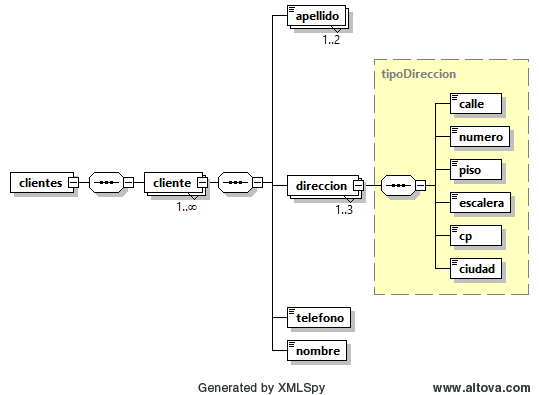 apellido
1..2
tipoDireccion
calle
numero
clientes
cliente
1..∞
direccion
1..3
piso
escalera
cp
ciudad
telefono
nombre
Generated by XMLSpy
www.altova.com